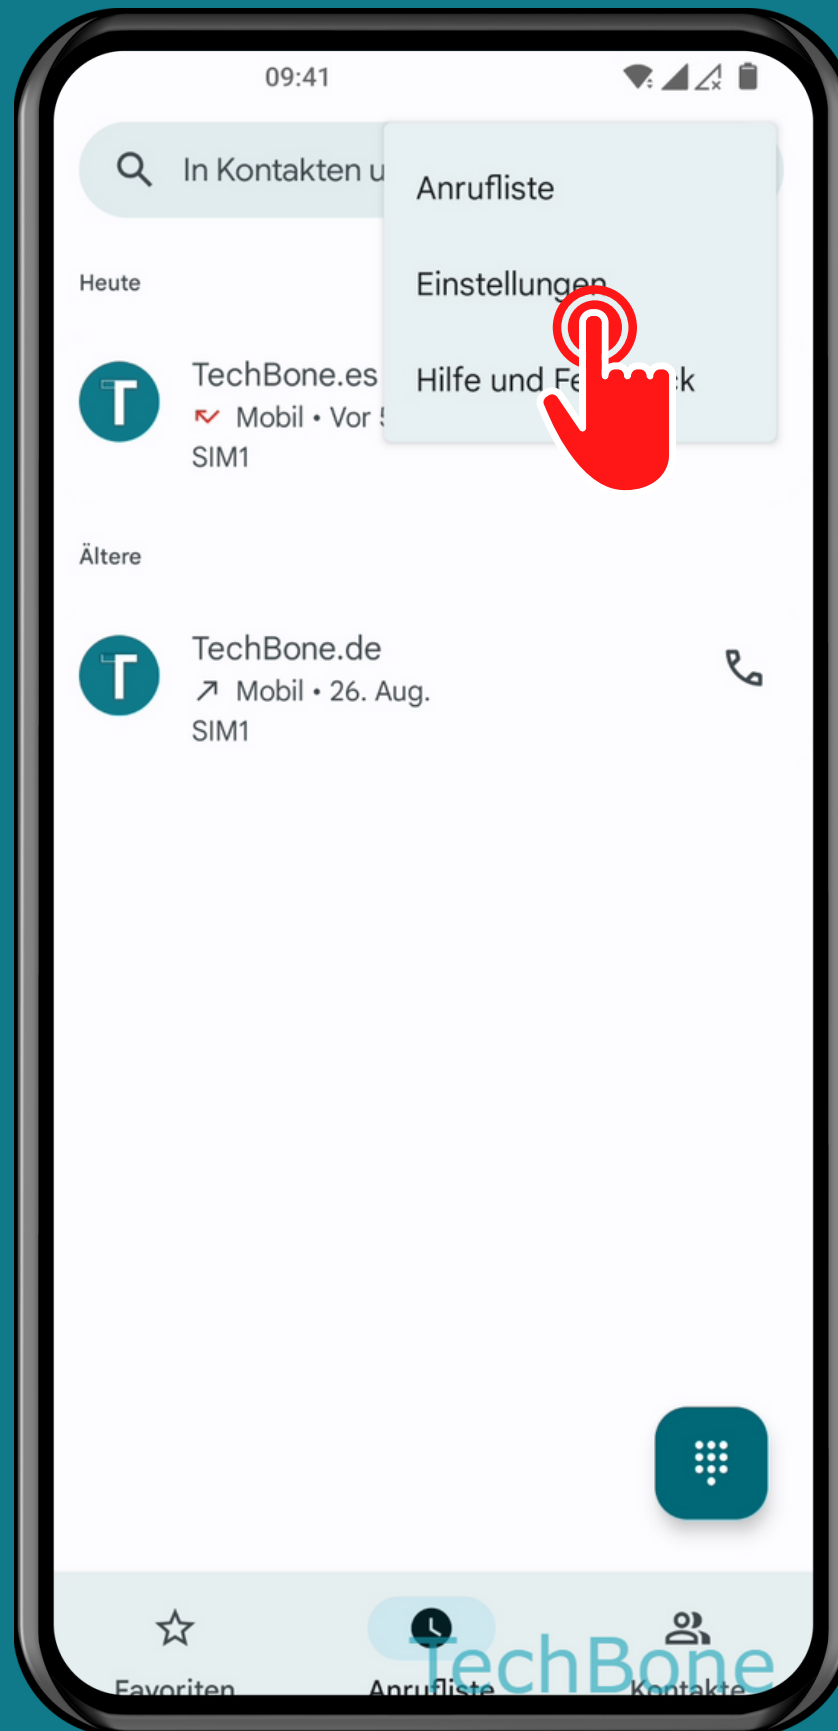 09:41
In Kontakten u
Anrufliste
Einstellungen
Hilfe und Fe k
Heute
T
TechBone.es
Mobil • Vor
SIM1
Ältere
T
TechBone.de
Mobil • 26. Aug.
SIM1
Favoriten
Anrufliste
Kontakte
TechBone